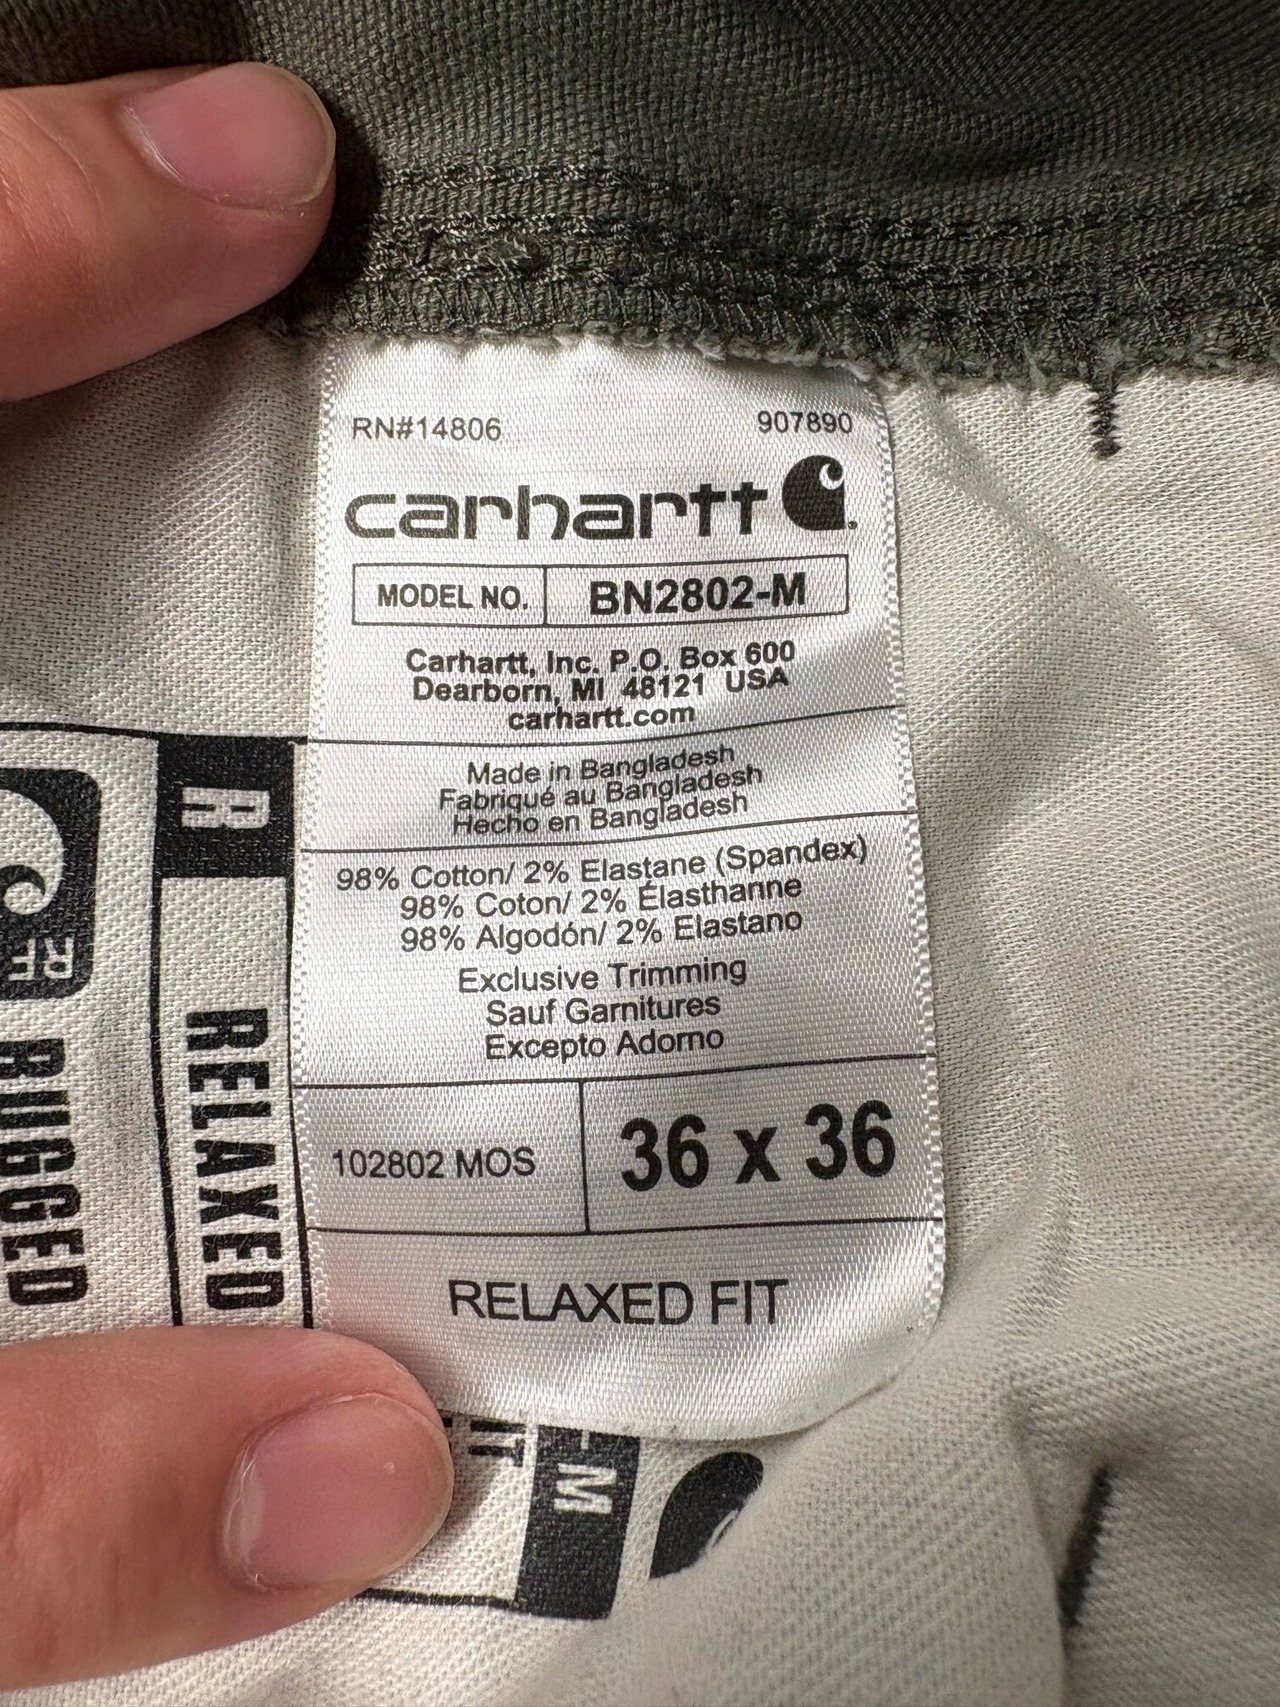 RN#14806 907890
carhartt
MODEL NO. BN2802-M
Carhartt, Inc. P.O. Box 600
Dearborn, MI 48121 USA
carhartt.com
Made in Bangladesh
Fabriqué au Bangladesh
Hecho en Bangladesh
98% Cotton/ 2% Elastane (Spandex)
98% Coton/ 2% Élasthanne
98% Algodón/ 2% Elastano
Exclusive Trimming
Sauf Garnitures
Excepto Adorno
102802 MOS 36 x 36
RELAXED FIT
R RELAXED
RF RUGGED
-M